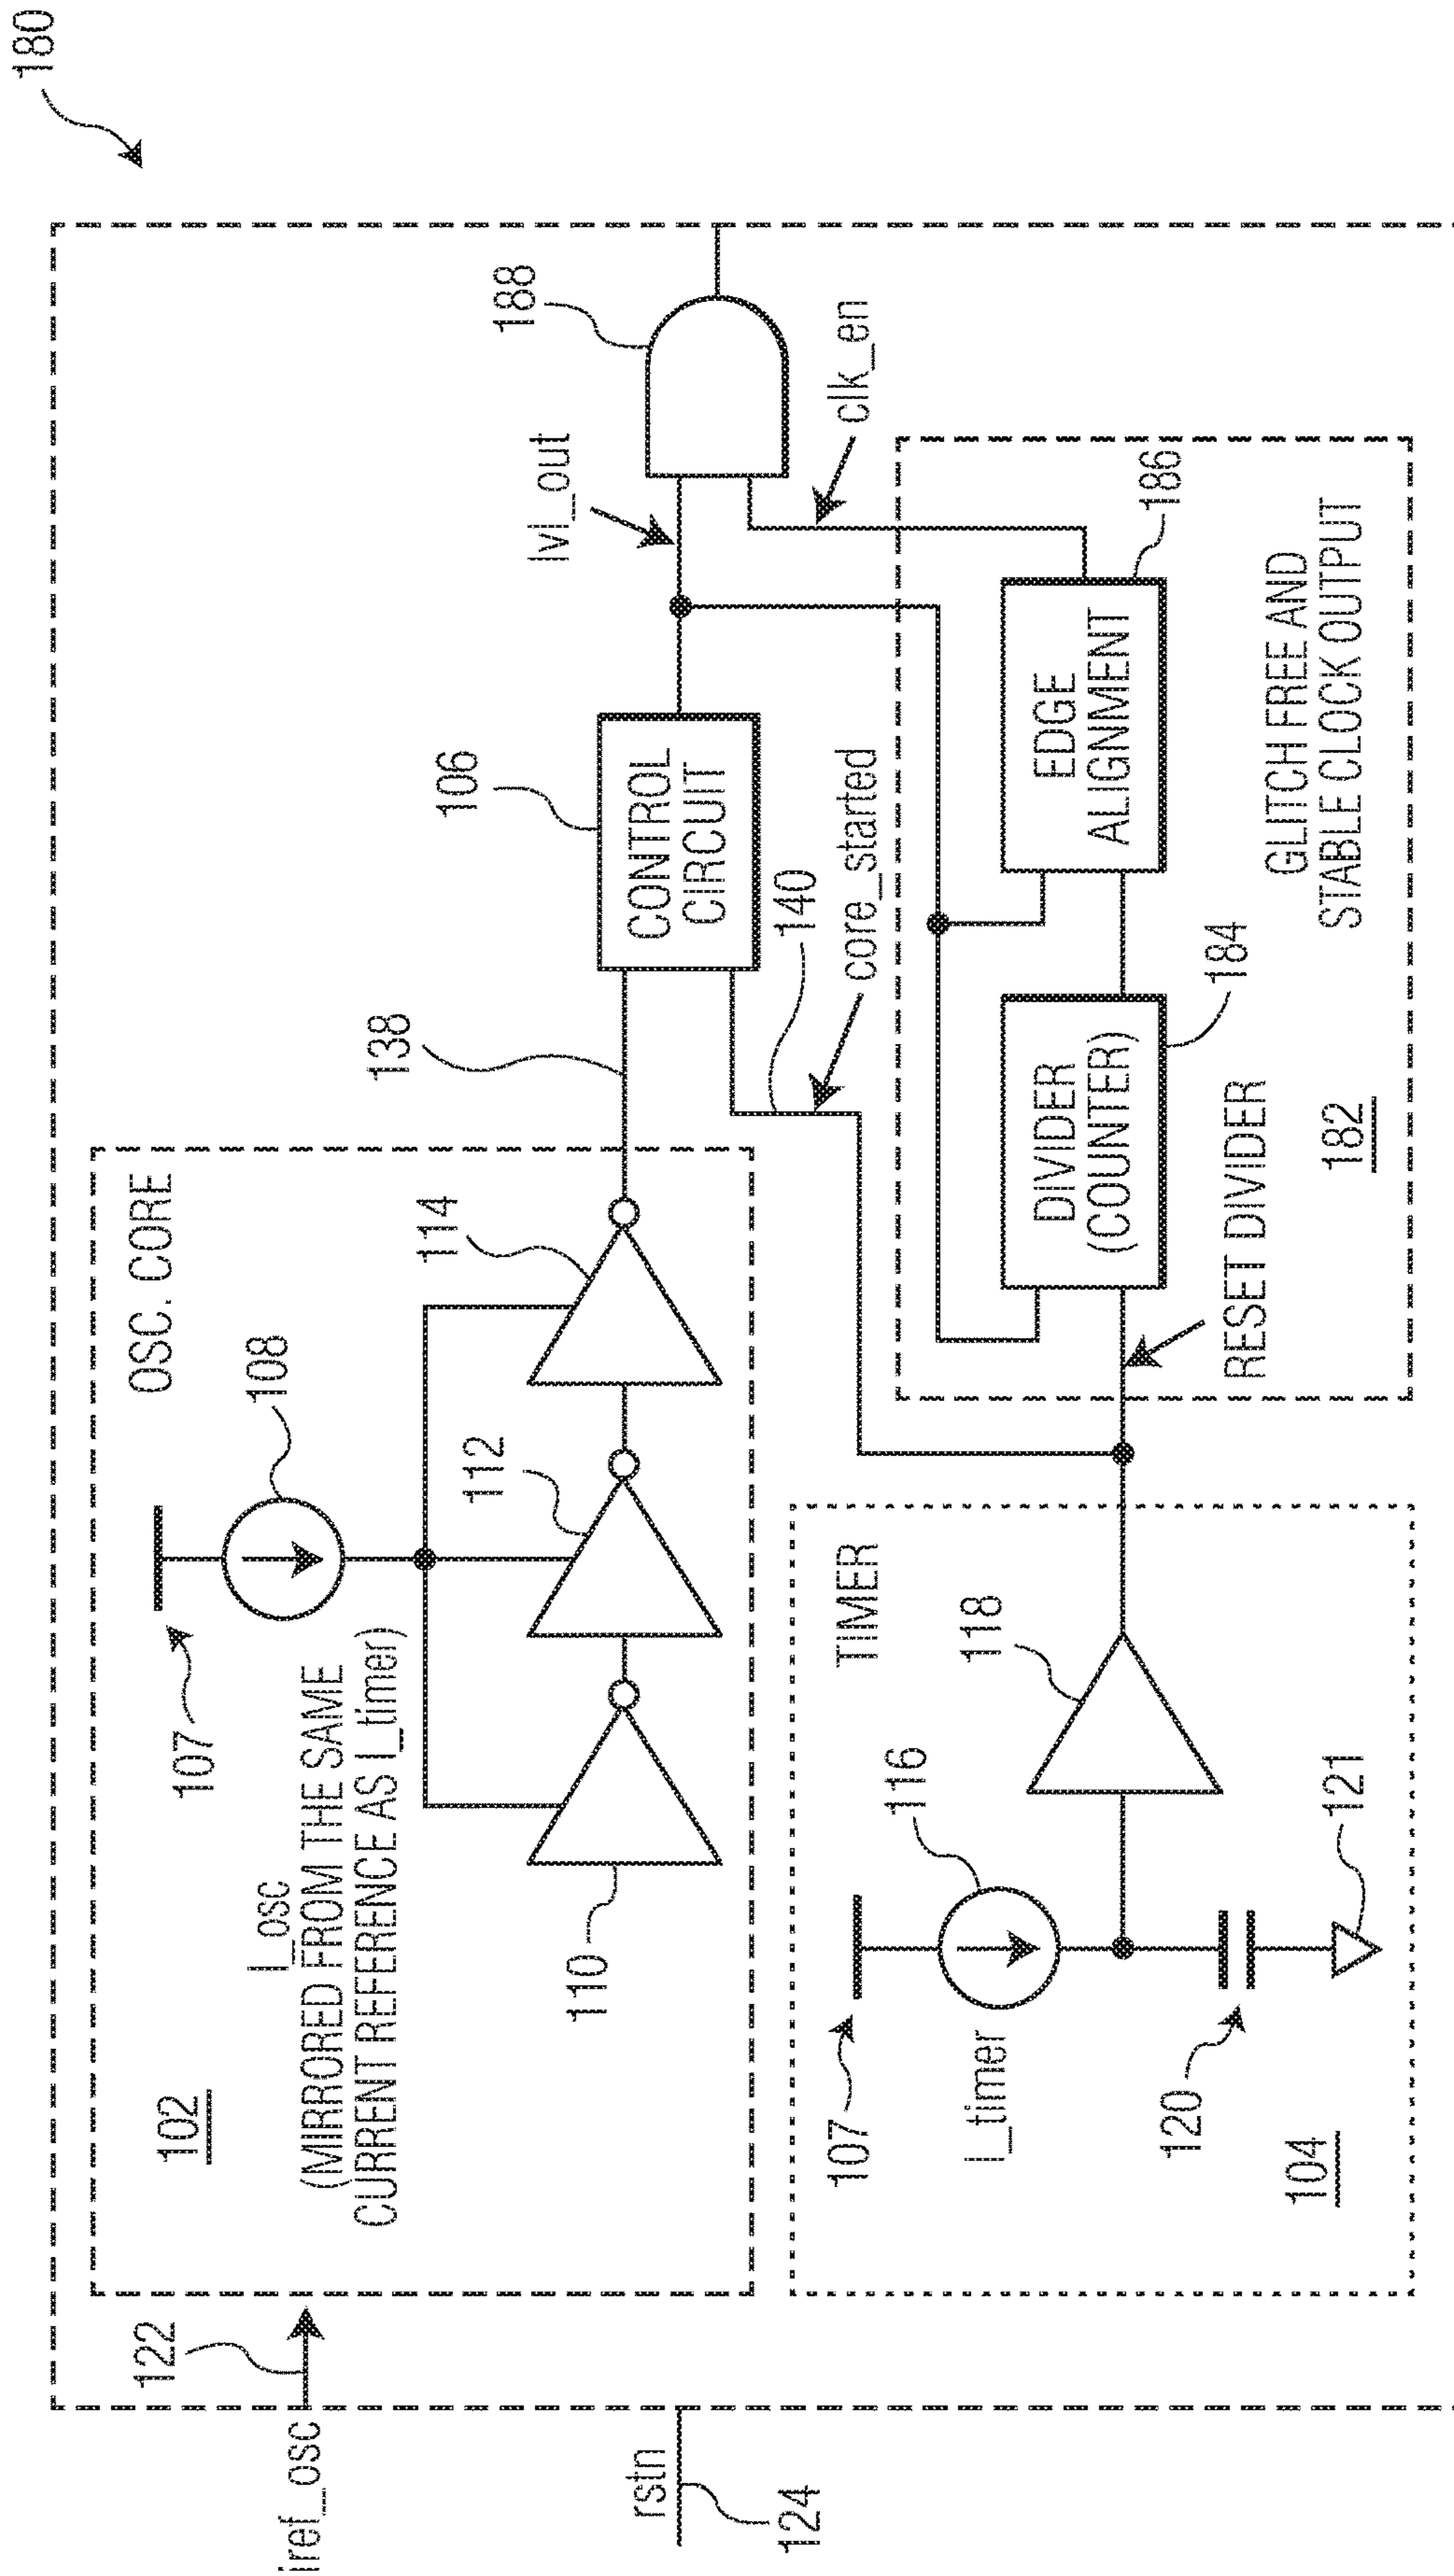 180
iref_osc
122
rstn
124
102
OSC. CORE
107
108
I_osc
(MIRRORED FROM THE SAME
CURRENT REFERENCE AS I_timer)
110
112
114
138
106
CONTROL
CIRCUIT
lvl_out
188
clk_en
140
core_started
TIMER
107
I_timer
116
118
120
121
104
RESET DIVIDER
DIVIDER
(COUNTER)
184
EDGE
ALIGNMENT
186
182
GLITCH FREE AND
STABLE CLOCK OUTPUT